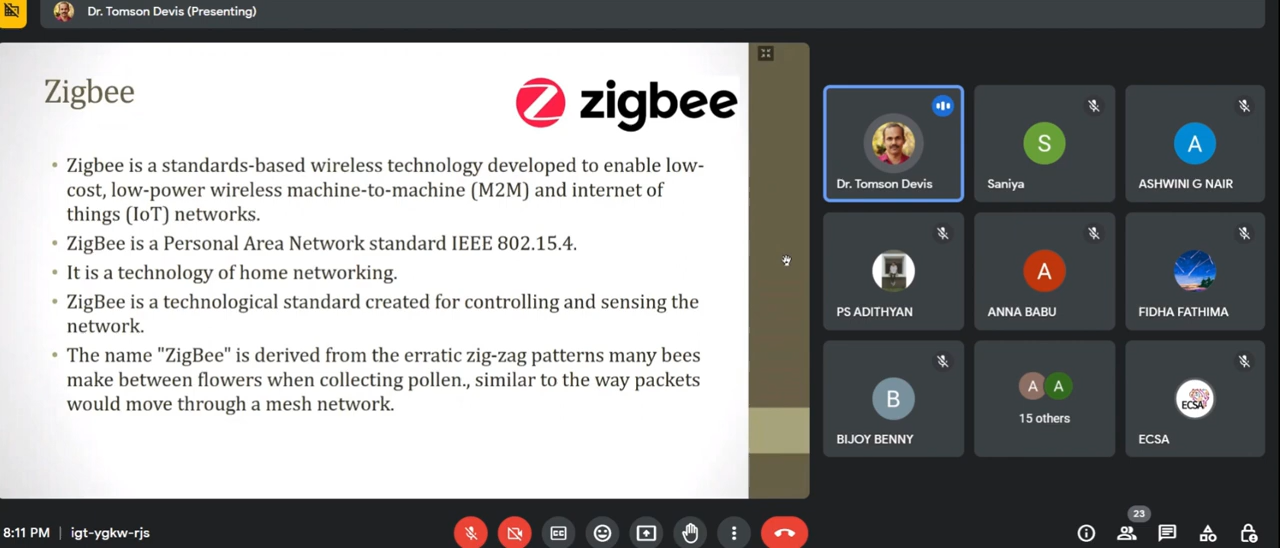 Dr. Tomson Devis (Presenting)
Zigbee
zigbee
• Zigbee is a standards-based wireless technology developed to enable low-
cost, low-power wireless machine-to-machine (M2M) and internet of
things (IoT) networks.
• ZigBee is a Personal Area Network standard IEEE 802.15.4.
• It is a technology of home networking.
• ZigBee is a technological standard created for controlling and sensing the
network.
• The name "ZigBee" is derived from the erratic zig-zag patterns many bees
make between flowers when collecting pollen., similar to the way packets
would move through a mesh network.
Dr. Tomson Devis
S
Saniya
A
ASHWINI G NAIR
PS ADITHYAN
A
ANNA BABU
FIDHA FATHIMA
B
BIJOY BENNY
A A
15 others
ECSA
ECSA
8:11 PM | igt-ygkw-rjs
CC
23